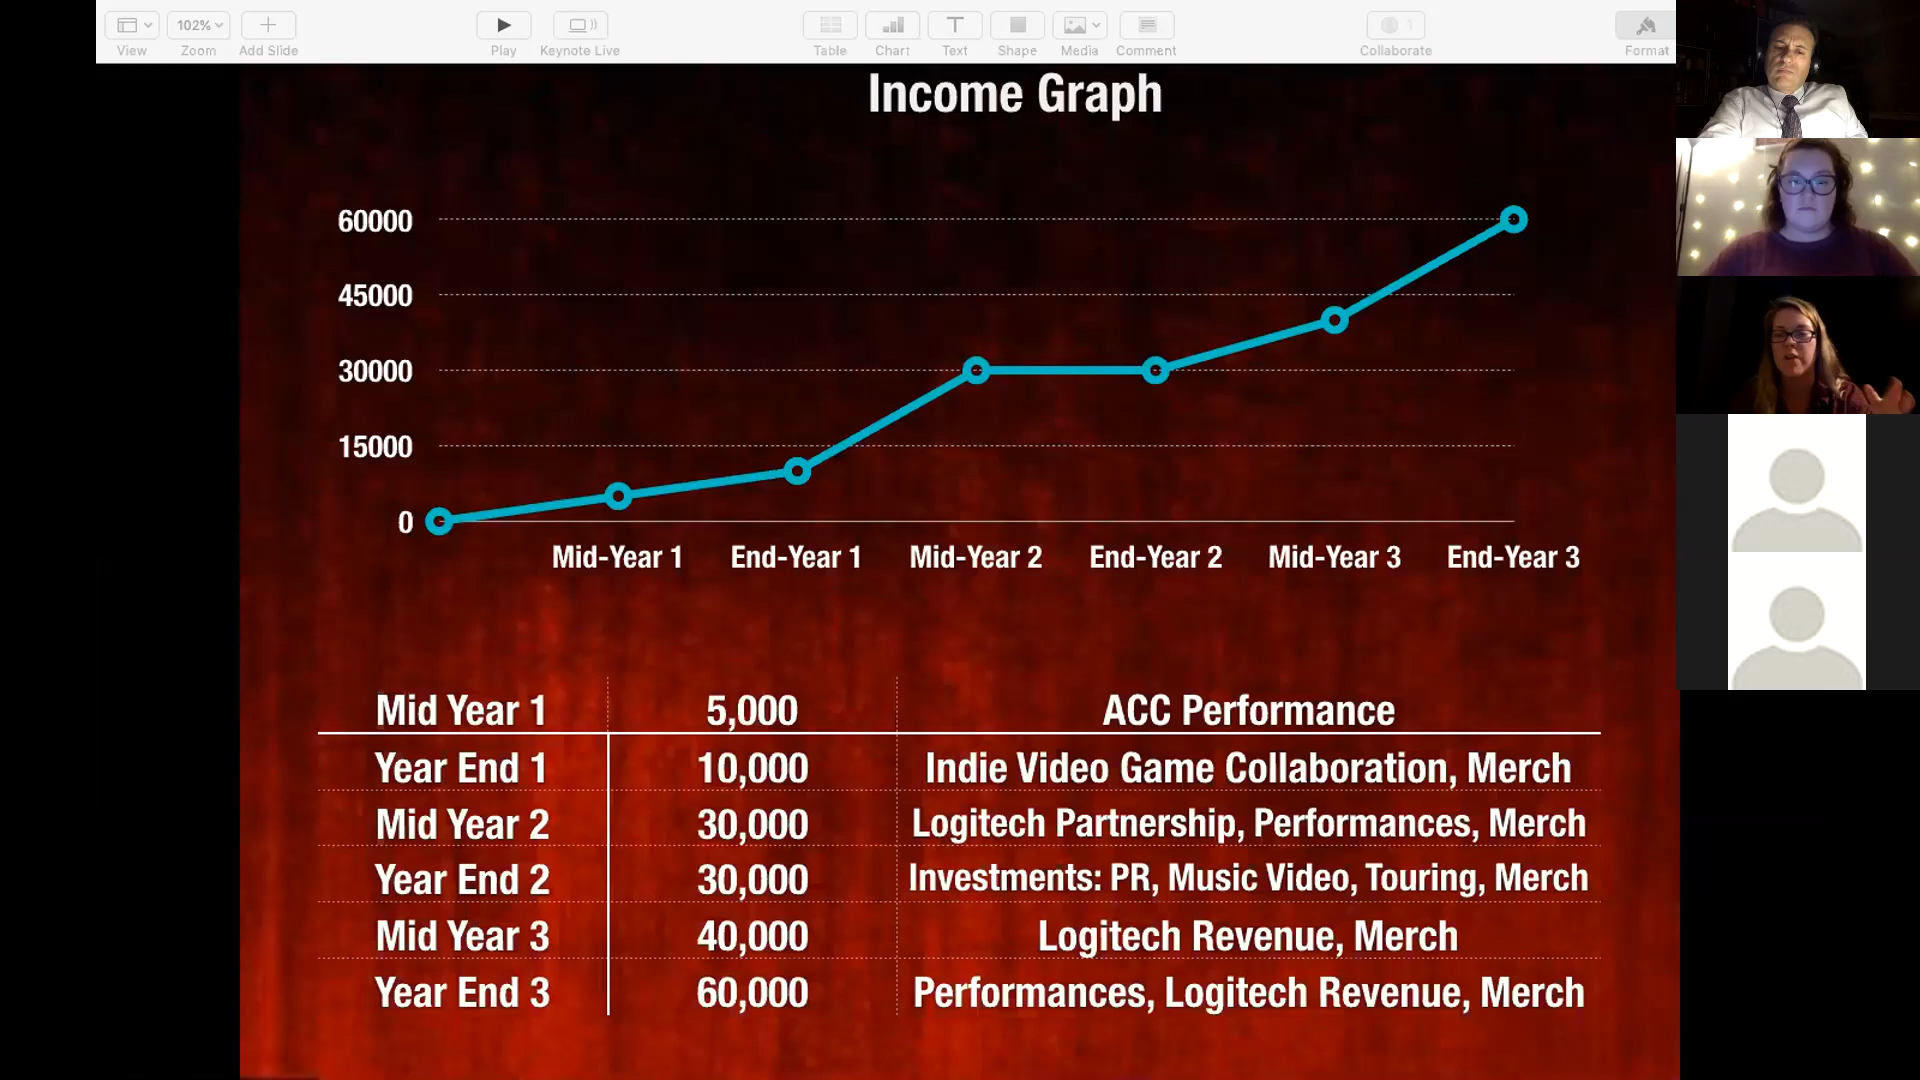 102%
View Zoom Add Slide Play Keynote Live Table Chart Text Shape Media Comment Collaborate Format
Income Graph
60000
45000
30000
15000
0
Mid-Year 1 End-Year 1 Mid-Year 2 End-Year 2 Mid-Year 3 End-Year 3
Mid Year 1 5,000 ACC Performance
Year End 1 10,000 Indie Video Game Collaboration, Merch
Mid Year 2 30,000 Logitech Partnership, Performances, Merch
Year End 2 30,000 Investments: PR, Music Video, Touring, Merch
Mid Year 3 40,000 Logitech Revenue, Merch
Year End 3 60,000 Performances, Logitech Revenue, Merch